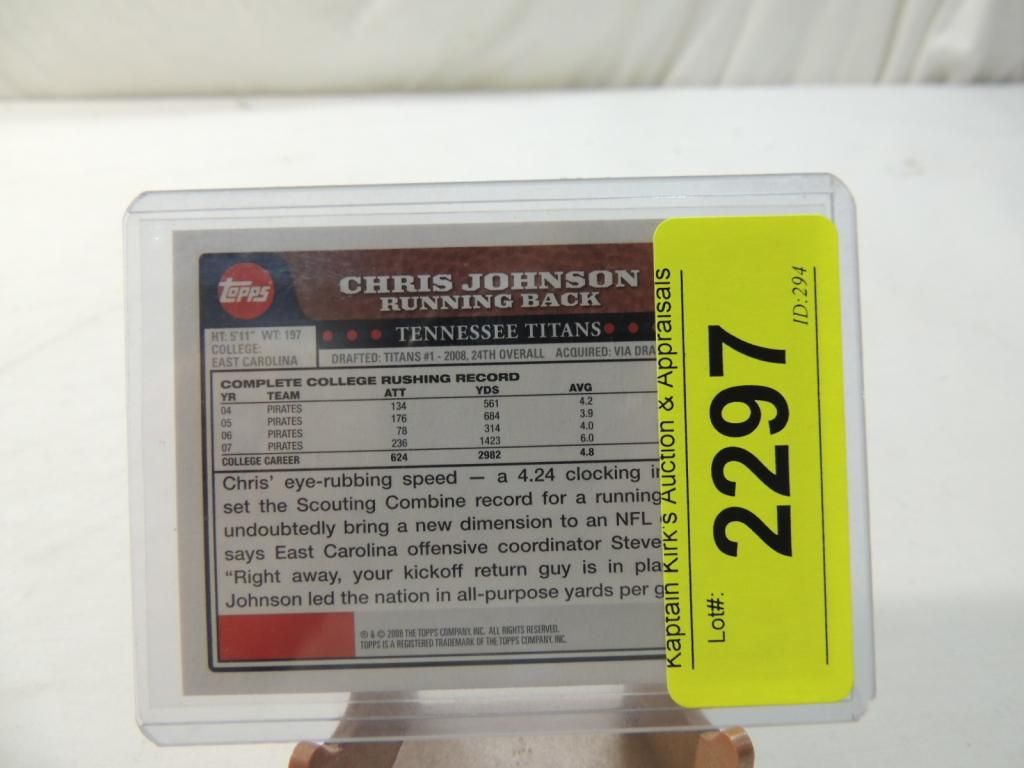 TOPPS
CHRIS JOHNSON
RUNNING BACK
TENNESSEE TITANS
HT: 5'11" WT: 197
COLLEGE:
EAST CAROLINA
DRAFTED: TITANS #1 - 2008, 24TH OVERALL ACQUIRED: VIA DRA
COMPLETE COLLEGE RUSHING RECORD
YR TEAM ATT YDS AVG
04 PIRATES 134 561 4.2
05 PIRATES 176 684 3.9
06 PIRATES 78 314 4.0
07 PIRATES 236 1423 6.0
COLLEGE CAREER 624 2982 4.8
Chris' eye-rubbing speed — a 4.24 clocking
set the Scouting Combine record for a running
undoubtedly bring a new dimension to an NFL
says East Carolina offensive coordinator Steve
"Right away, your kickoff return guy is in pla
Johnson led the nation in all-purpose yards per g
® & © 2008 THE TOPPS COMPANY, INC. ALL RIGHTS RESERVED.
TOPPS IS A REGISTERED TRADEMARK OF THE TOPPS COMPANY, INC.
Kaptain Kirk's Auction & Appraisals
Lot#:
2297
ID:294